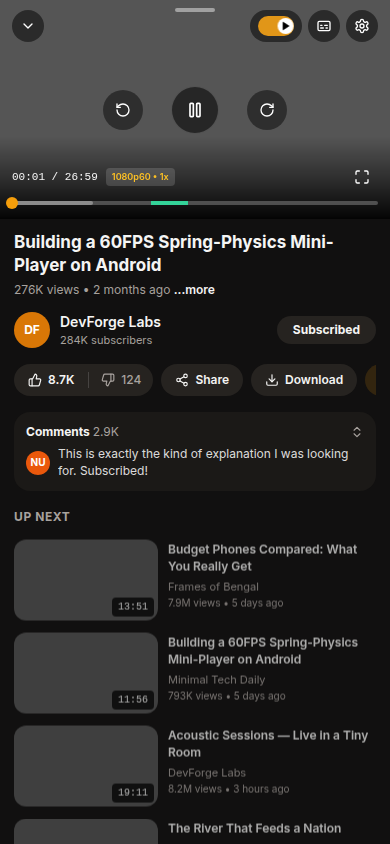 00:01 / 26:59
1080p60 • 1x
Building a 60FPS Spring-Physics Mini-
Player on Android
276K views • 2 months ago ...more
DF
DevForge Labs
284K subscribers
Subscribed
8.7K
124
Share
Download
Comments 2.9K
NU
This is exactly the kind of explanation I was looking
for. Subscribed!
UP NEXT
13:51
Budget Phones Compared: What
You Really Get
Frames of Bengal
7.9M views • 5 days ago
11:56
Building a 60FPS Spring-Physics
Mini-Player on Android
Minimal Tech Daily
793K views • 5 days ago
19:11
Acoustic Sessions — Live in a Tiny
Room
DevForge Labs
8.2M views • 3 hours ago
The River That Feeds a Nation